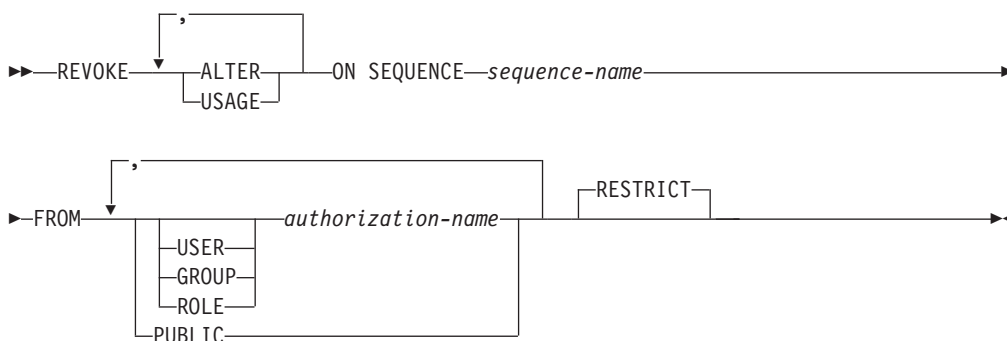 ,
REVOKE ALTER ON SEQUENCE sequence-name
USAGE
,
RESTRICT
FROM authorization-name
USER
GROUP
ROLE
PUBLIC